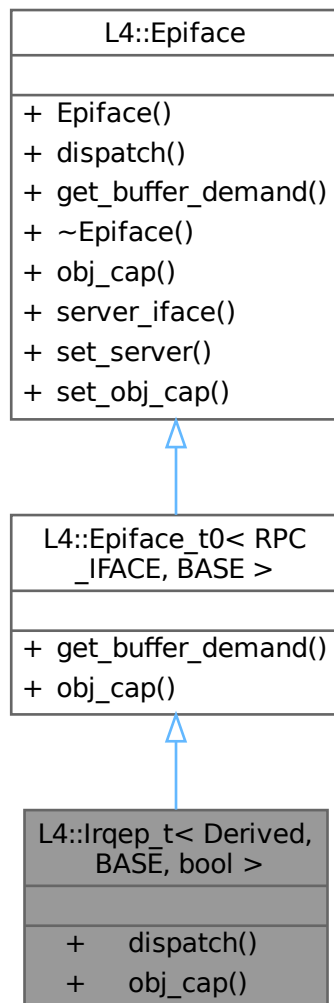 L4::Epiface
+ Epiface()
+ dispatch()
+ get_buffer_demand()
+ ~Epiface()
+ obj_cap()
+ server_iface()
+ set_server()
+ set_obj_cap()
L4::Epiface_t0< RPC
_IFACE, BASE >
+ get_buffer_demand()
+ obj_cap()
L4::Irqep_t< Derived,
BASE, bool >
+ dispatch()
+ obj_cap()